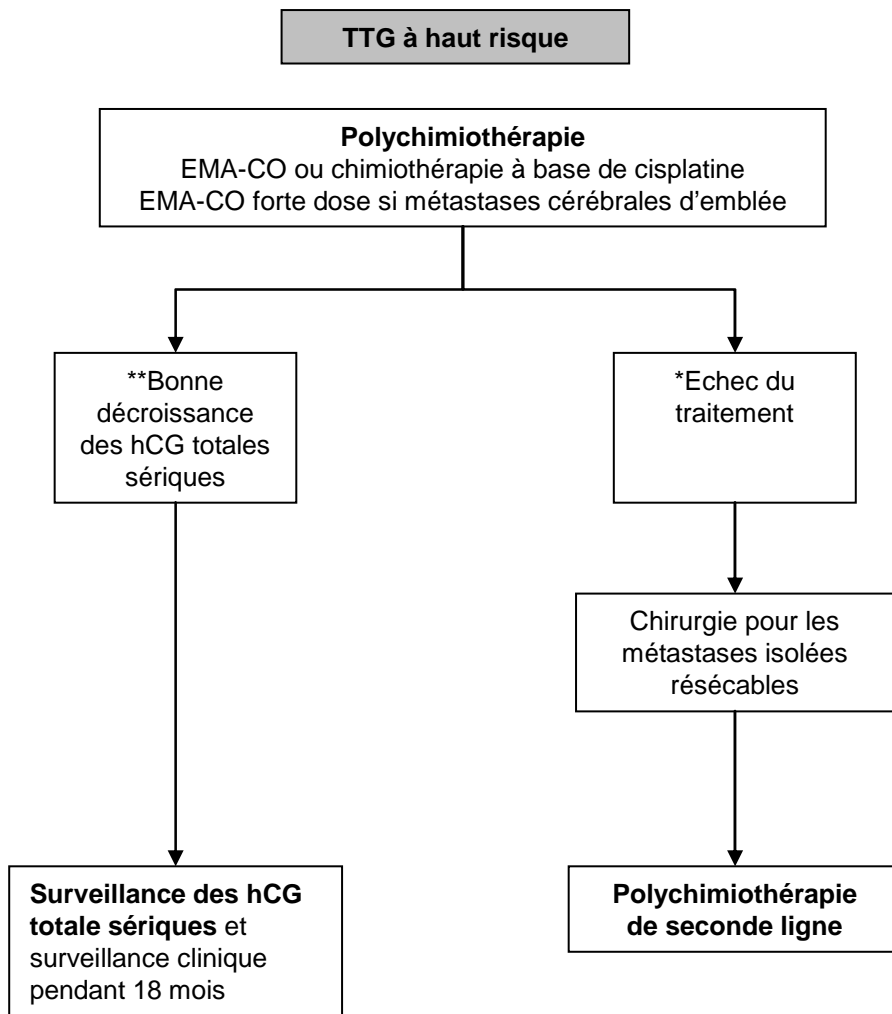 TTG à haut risque
Polychimiothérapie
EMA-CO ou chimiothérapie à base de cisplatine
EMA-CO forte dose si métastases cérébrales d'emblée
**Bonne
décroissance
des hCG totales
sériques
*Echec du
traitement
Chirurgie pour les
métastases isolées
résécables
Surveillance des hCG
totale sériques et
surveillance clinique
pendant 18 mois
Polychimiothérapie
de seconde ligne